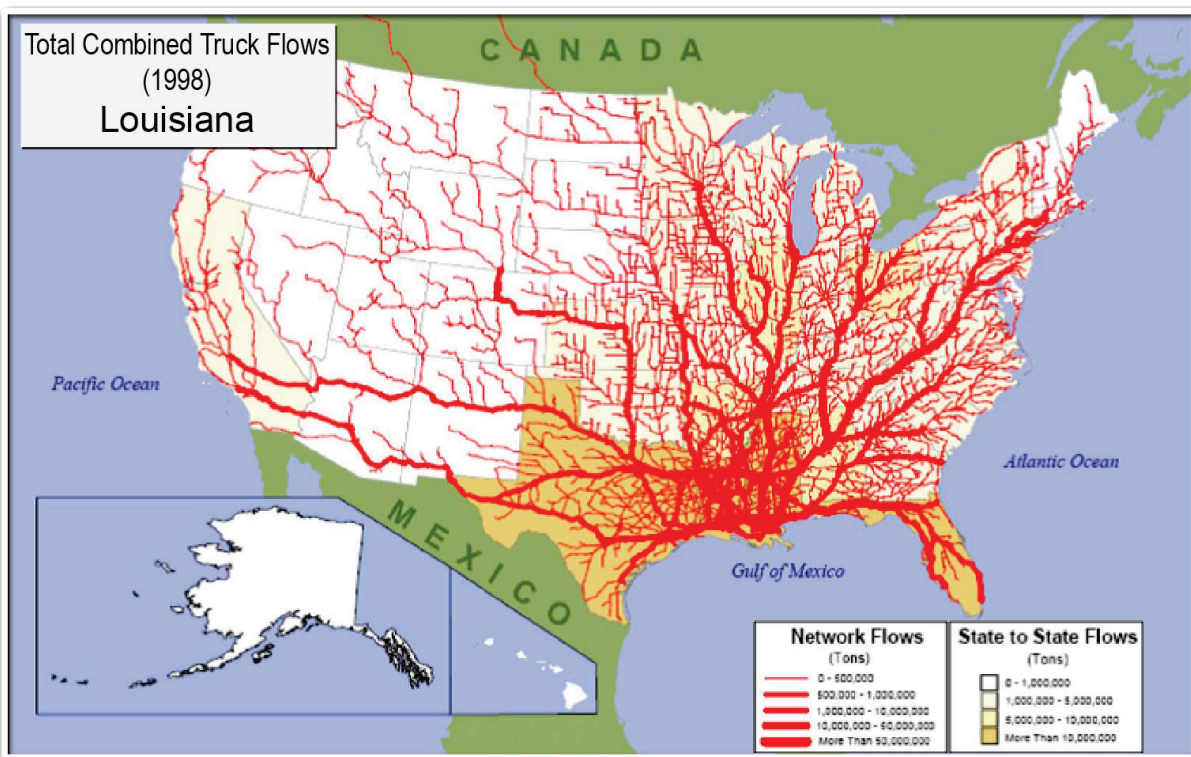 Total Combined Truck Flows
(1998)
Louisiana
CANADA
Pacific Ocean
Atlantic Ocean
MEXICO
Gulf of Mexico
Network Flows
(Tons)
0 - 500,000
500,000 - 1,000,000
1,000,000 - 10,000,000
10,000,000 - 50,000,000
More Than 50,000,000
State to State Flows
(Tons)
0 - 1,000,000
1,000,000 - 5,000,000
5,000,000 - 10,000,000
More Than 10,000,000